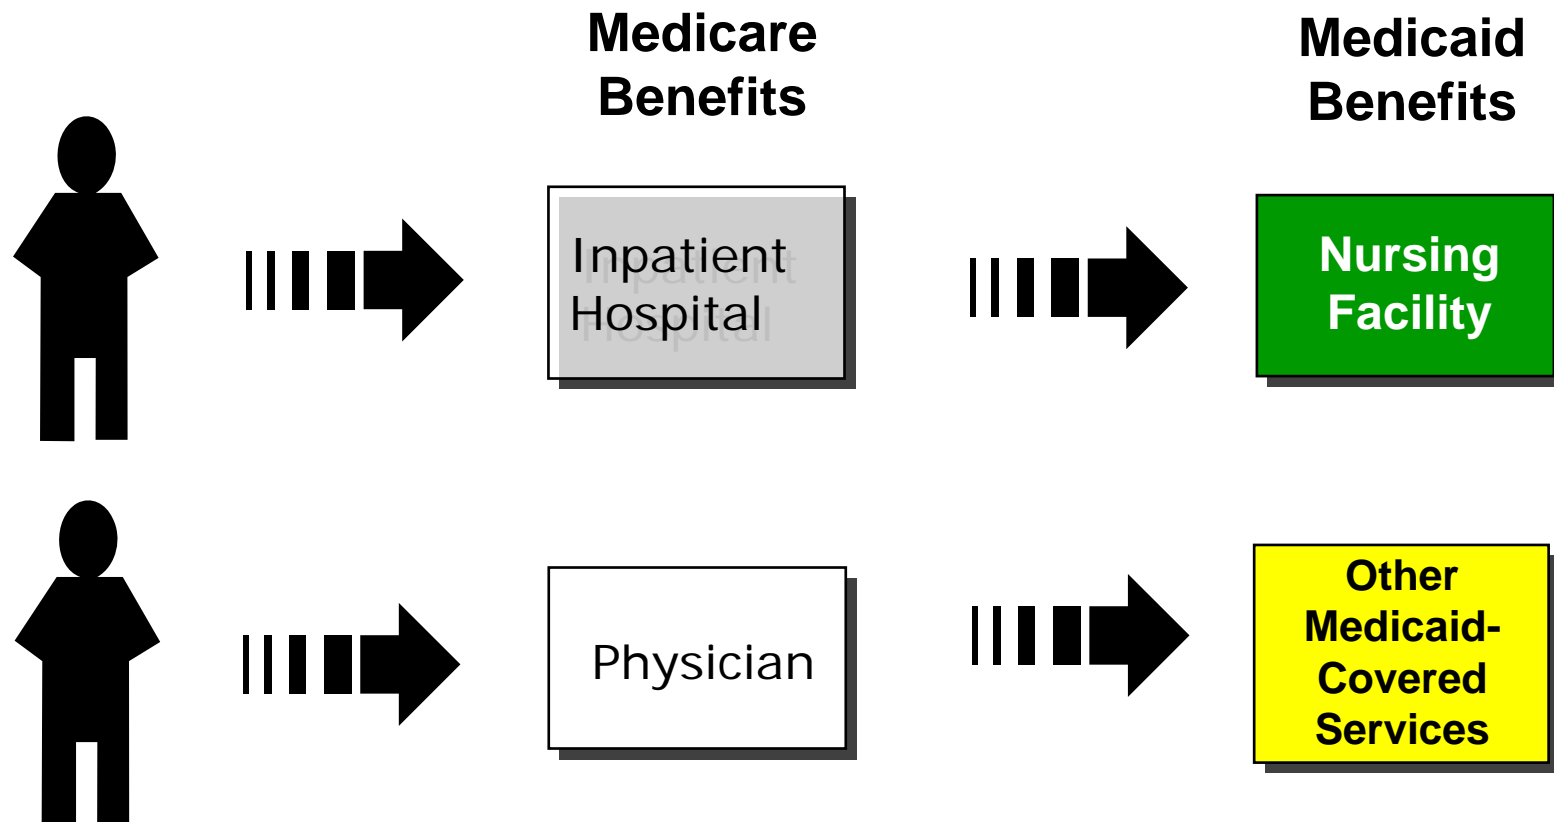 Medicare
Benefits
Medicaid
Benefits
Inpatient
Hospital
Nursing
Facility
Physician
Other
Medicaid-
Covered
Services